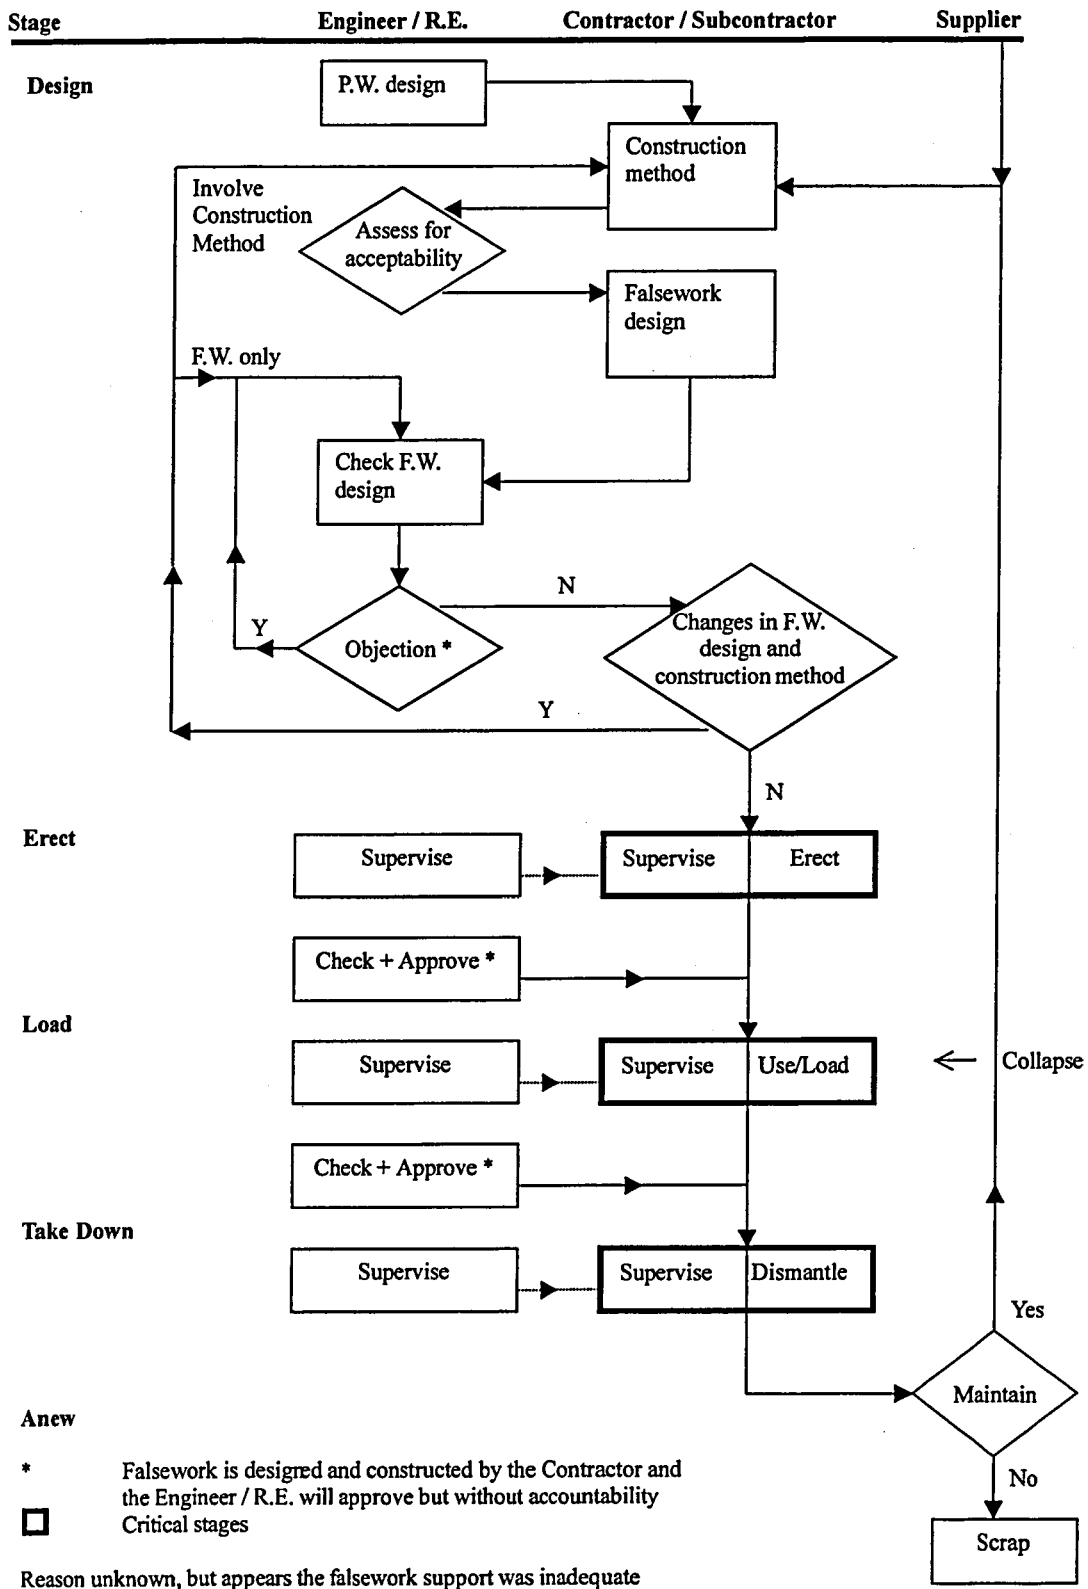 Stage Engineer / R.E. Contractor / Subcontractor Supplier
Design
P.W. design
Construction
method
Involve
Construction
Method
Assess for
acceptability
Falsework
design
F.W. only
Check F.W.
design
N
Y
Objection *
Changes in F.W.
design and
construction method
Y
N
Erect
Supervise
Supervise Erect
Check + Approve *
Load
Supervise
Supervise Use/Load
Collapse
Check + Approve *
Take Down
Supervise
Supervise Dismantle
Yes
Maintain
Anew
* Falsework is designed and constructed by the Contractor and
the Engineer / R.E. will approve but without accountability
Critical stages
No
Scrap
Reason unknown, but appears the falsework support was inadequate